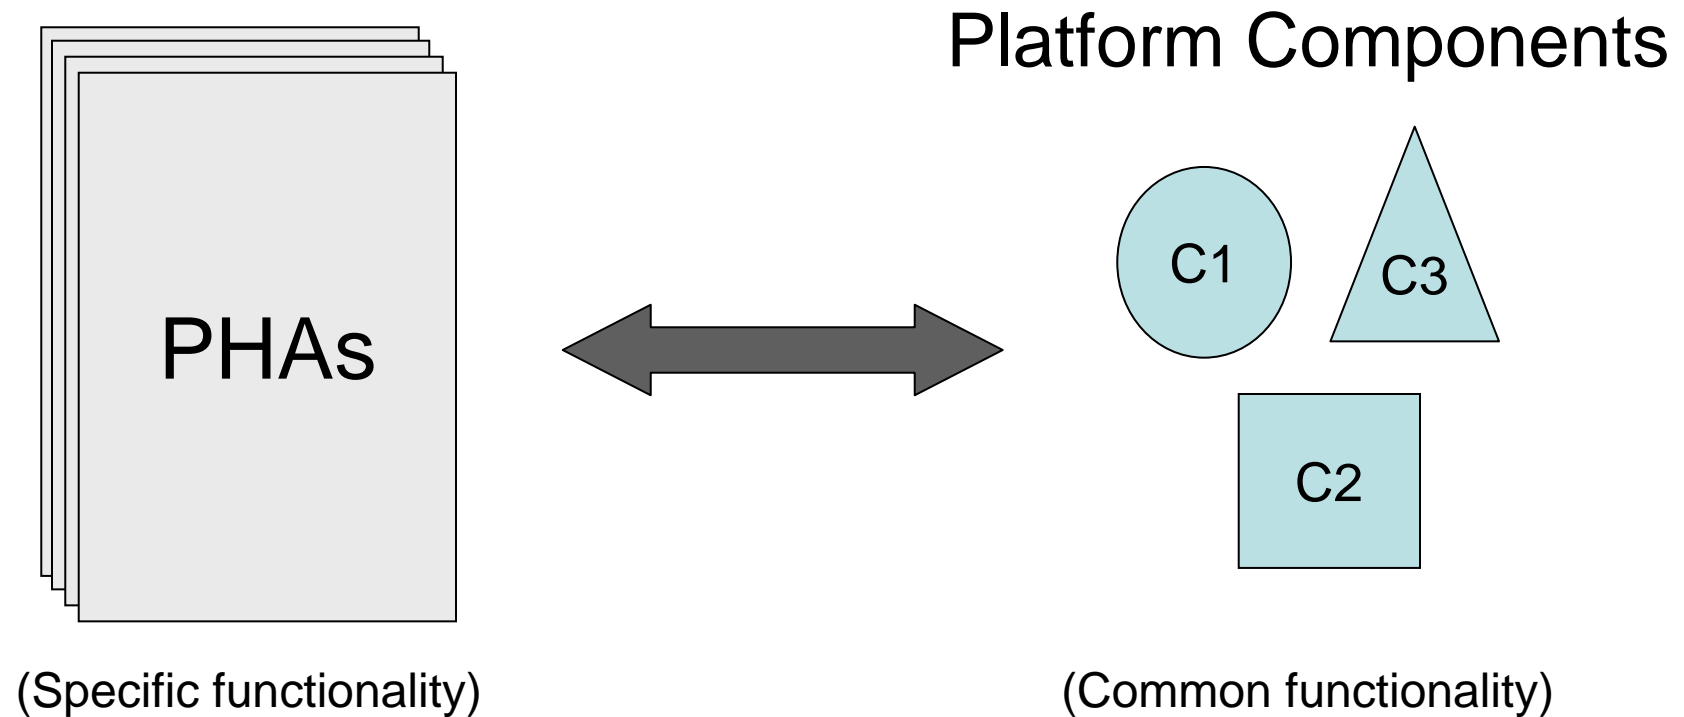 Platform Components
C1
C3
PHAs
C2
(Specific functionality)
(Common functionality)